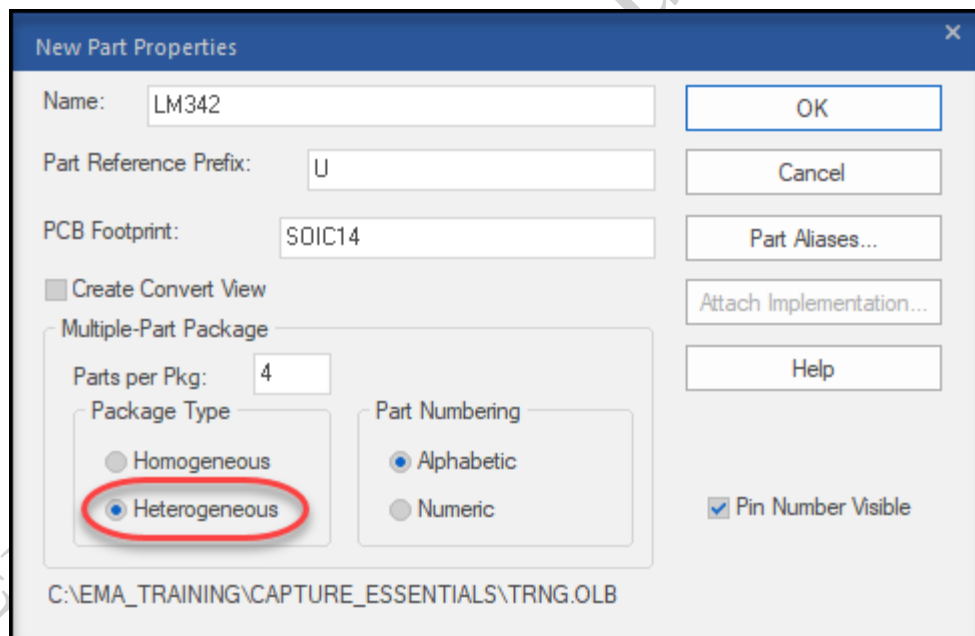 New Part Properties
Name: LM342
OK
Part Reference Prefix: U
Cancel
PCB Footprint: SOIC14
Part Aliases...
Create Convert View
Attach Implementation...
Multiple-Part Package
Parts per Pkg: 4
Help
Package Type
Part Numbering
Homogeneous
Alphabetic
Heterogeneous
Numeric
Pin Number Visible
C:\EMA_TRAINING\CAPTURE_ESSENTIALS\TRNG.OLB